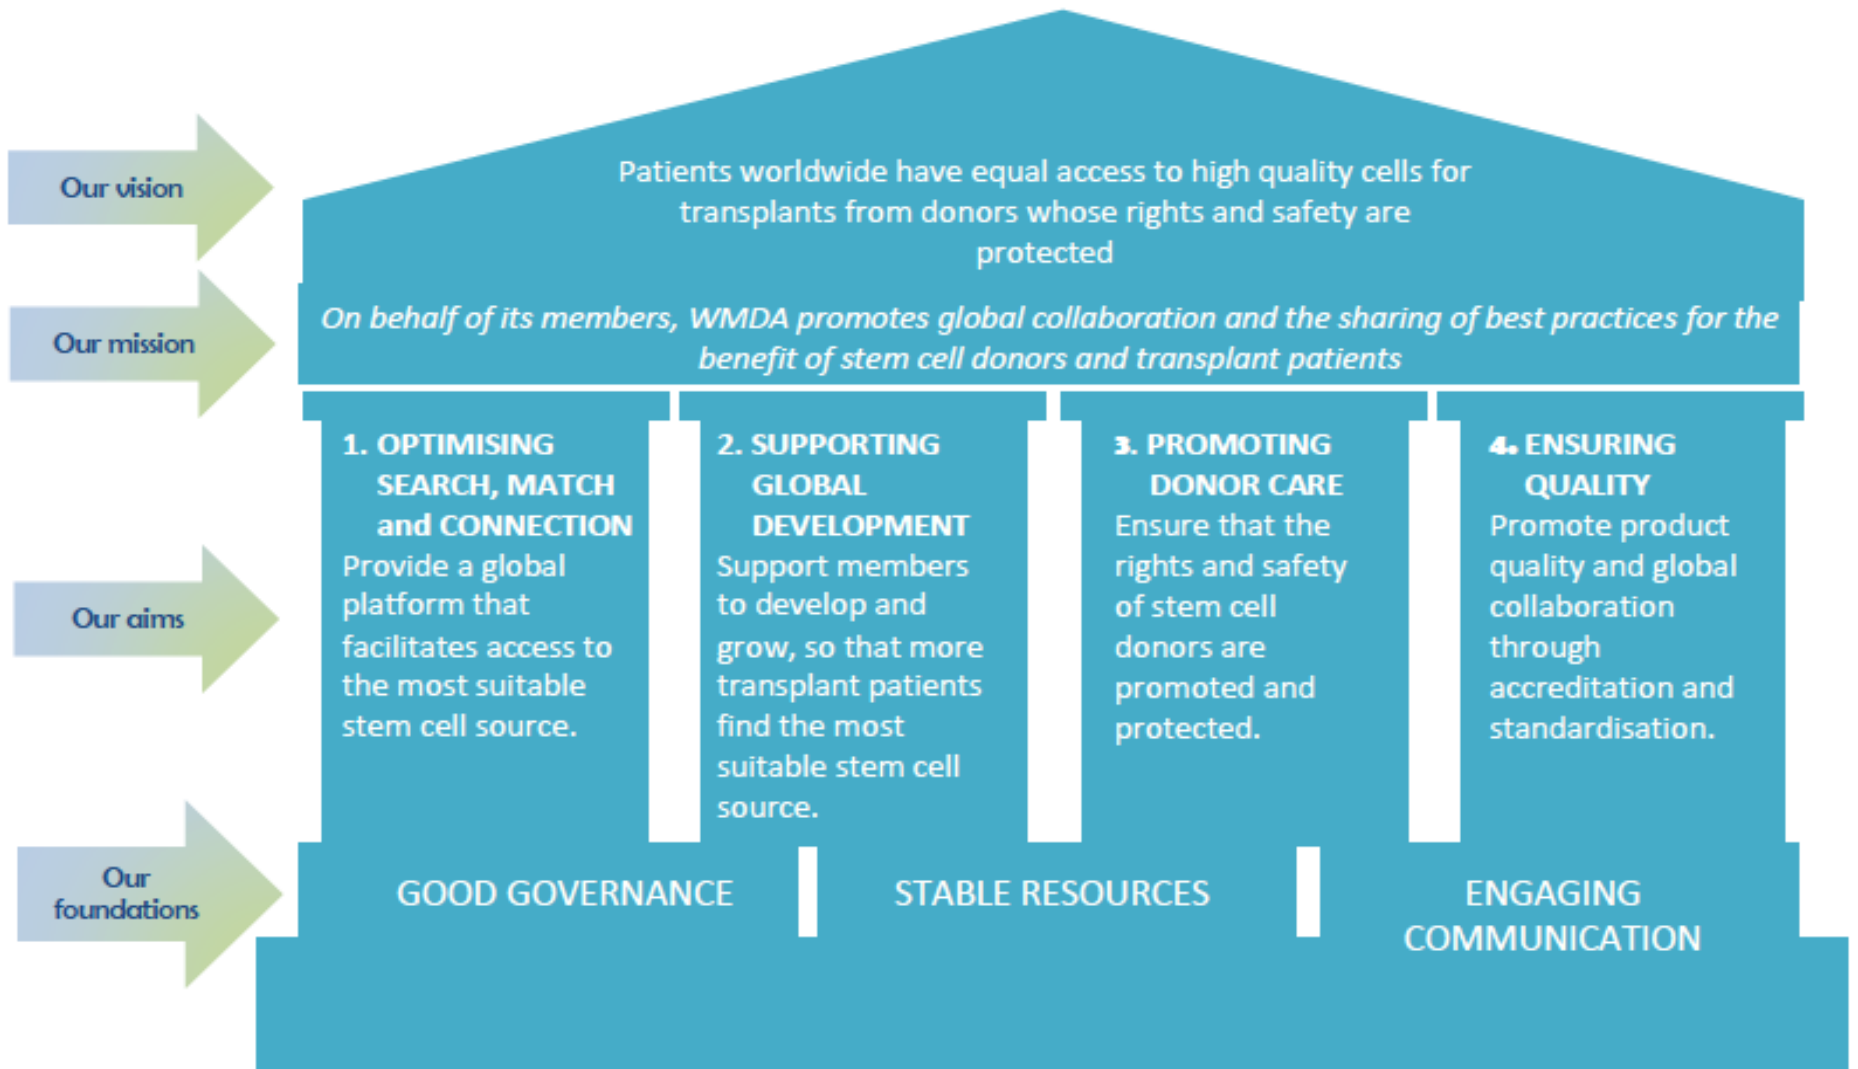 Our vision
Patients worldwide have equal access to high quality cells for
transplants from donors whose rights and safety are
protected
Our mission
On behalf of its members, WMDA promotes global collaboration and the sharing of best practices for the
benefit of stem cell donors and transplant patients
Our aims
1. OPTIMISING
SEARCH, MATCH
and CONNECTION
Provide a global
platform that
facilitates access to
the most suitable
stem cell source.
2. SUPPORTING
GLOBAL
DEVELOPMENT
Support members
to develop and
grow, so that more
transplant patients
find the most
suitable stem cell
source.
3. PROMOTING
DONOR CARE
Ensure that the
rights and safety
of stem cell
donors are
promoted and
protected.
4. ENSURING
QUALITY
Promote product
quality and global
collaboration
through
accreditation and
standardisation.
Our
foundations
GOOD GOVERNANCE
STABLE RESOURCES
ENGAGING
COMMUNICATION